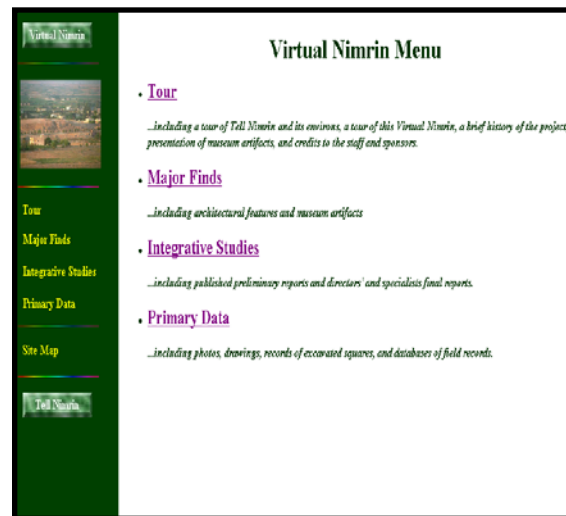 Virtual Nimrin
Tour
Major Finds
Integrative Studies
Primary Data
Site Map
Tell Nimrin
Virtual Nimrin Menu
Tour
...including a tour of Tell Nimrin and its environs, a tour of this Virtual Nimrin, a brief history of the project
presentation of museum artifacts, and credits to the staff and sponsors.
Major Finds
...including architectural features and museum artifacts
Integrative Studies
...including published preliminary reports and directors' and specialists final reports.
Primary Data
...including photos, drawings, records of excavated squares, and databases of field records.